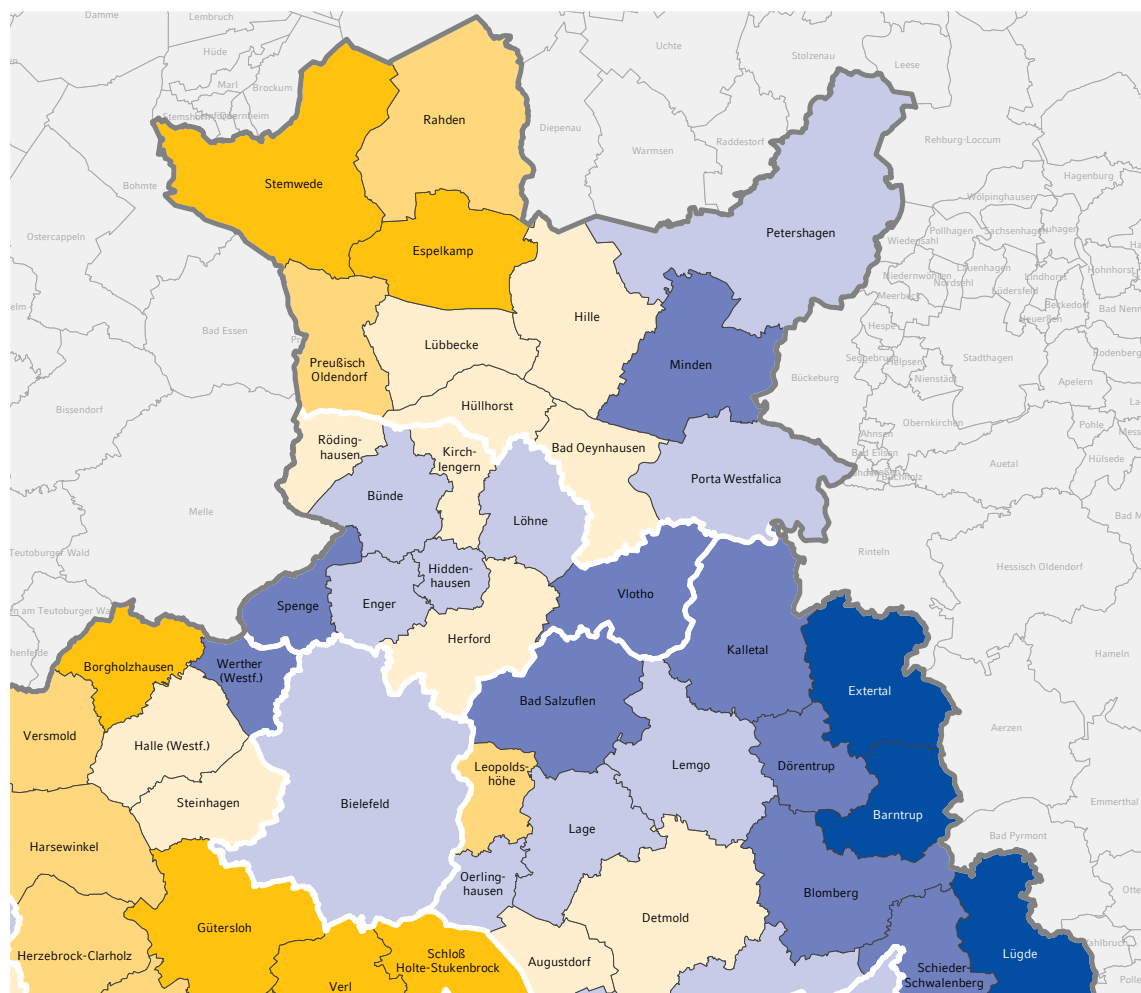 Damme
Lembruch
Hüde
Marl
Brockum
Uchte
Stolzenau
Leese
Rahden
Diepenau
Warmsen
Raddestorf
Rehburg-Loccum
Hagenburg
Wölpinghausen
Bohmte
Stemwede
Ostercappeln
Espelkamp
Petershagen
Wiedensahl
Pollhagen
Sachsenhagen
Niedernwöhren
Lauenhagen
Nordsehl
Lindhorst
Lüdersfeld
Meerbeck
Beckedorf
Hohnhorst
Bad Nenn
Bad Essen
Hille
Lübbecke
Preußisch
Oldendorf
Minden
Hespe
Seggebruch
Helpsen
Nienstädt
Stadthagen
Rodenberg
Apelern
Bückeburg
Bissendorf
Hüllhorst
Obernkirchen
Pohle
Ahnsen
Bad Eilsen
Buchholz
Auetal
Hülsede
Röding-
hausen
Kirch-
lengern
Bad Oeynhausen
Porta Westfalica
Bünde
Löhne
Melle
Bad M
Teutoburger Wald
Rinteln
Hessisch Oldendorf
Hidden-
hausen
Spenge
Enger
Vlotho
Herford
Kalletal
Hameln
Borgholzhausen
Werther
(Westf.)
Extertal
Bad Salzuflen
Aerzen
Versmold
Halle (Westf.)
Leopolds-
höhe
Lemgo
Dörentrup
Steinhagen
Bielefeld
Barntrup
Emmerthal
Lage
Bad Pyrmont
Harsewinkel
Oerling-
hausen
Blomberg
Detmold
Gütersloh
Herzebrock-Clarholz
Schloß
Holte-Stukenbrock
Augustdorf
Verl
Schieder-
Schwalenberg
Lügde